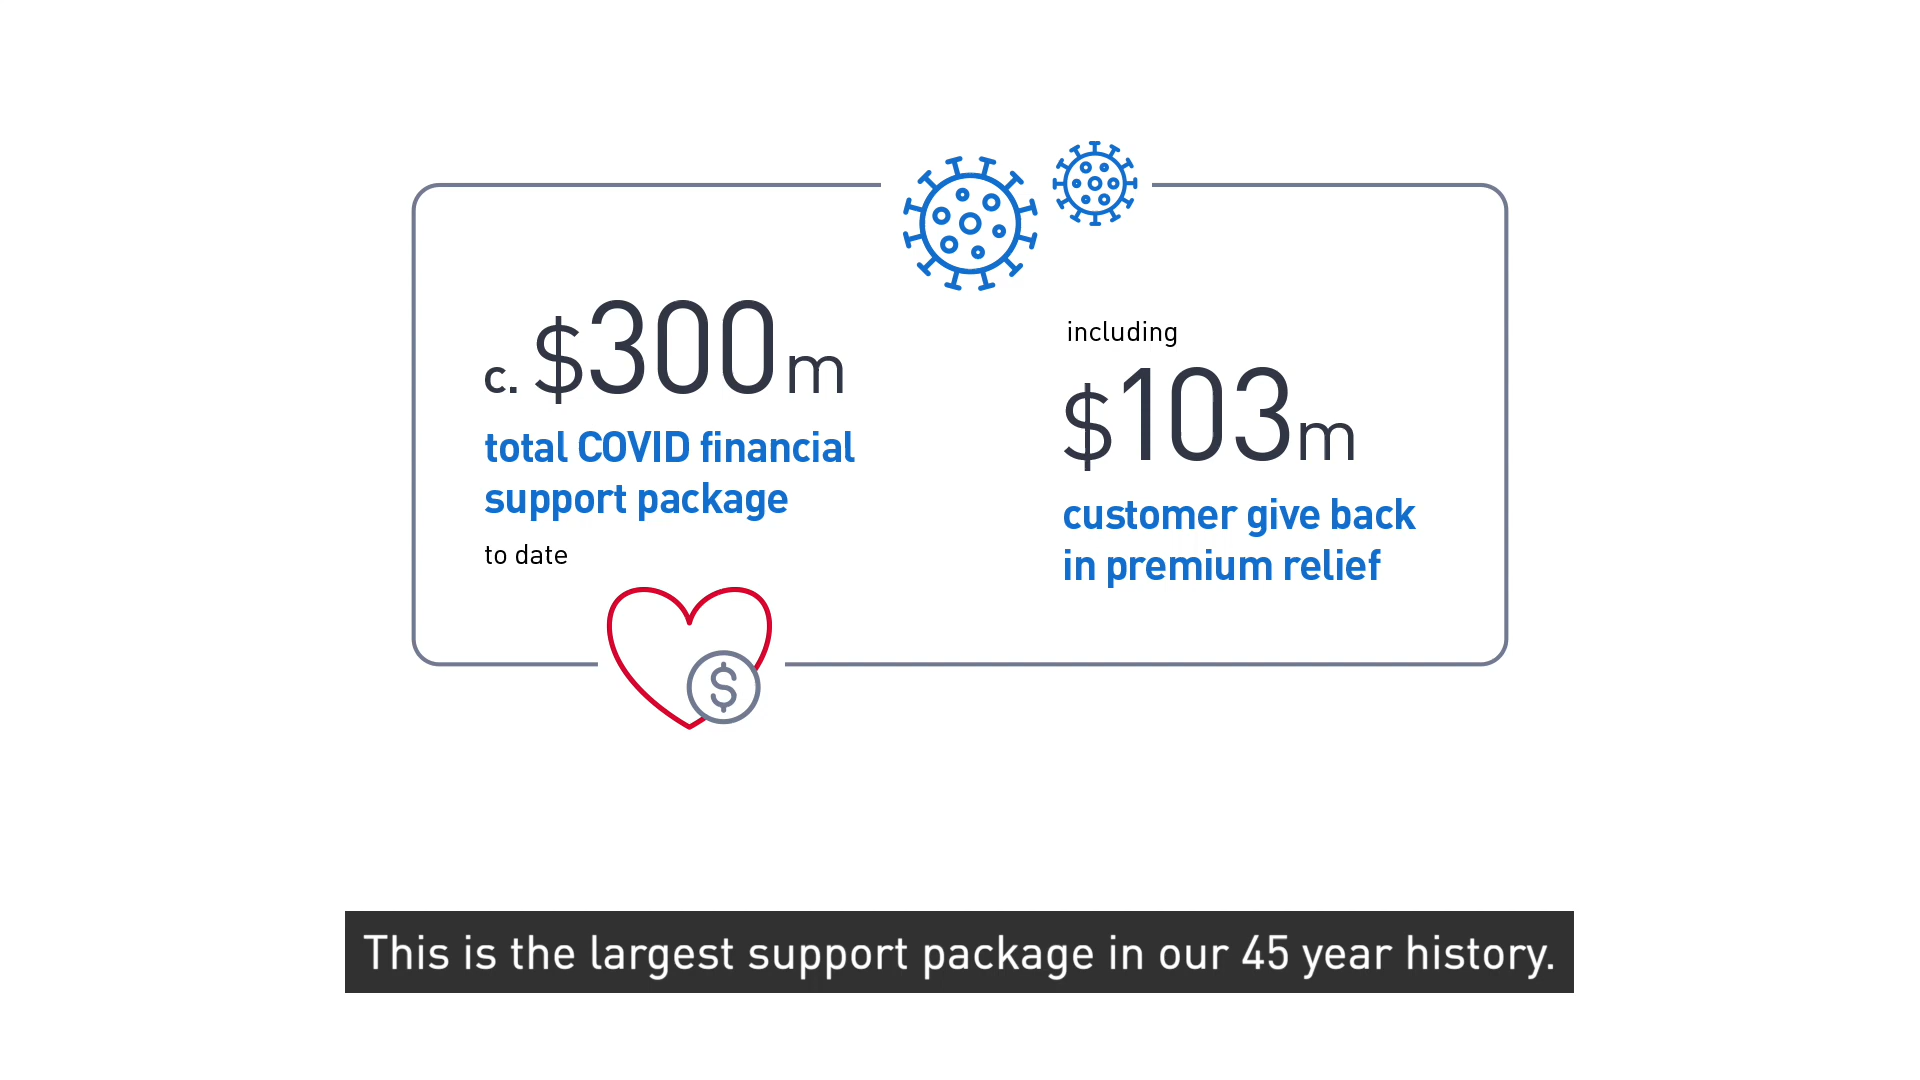 c. $300m
total COVID financial
support package
to date
$
including
$103m
customer give back
in premium relief
This is the largest support package in our 45 year history.